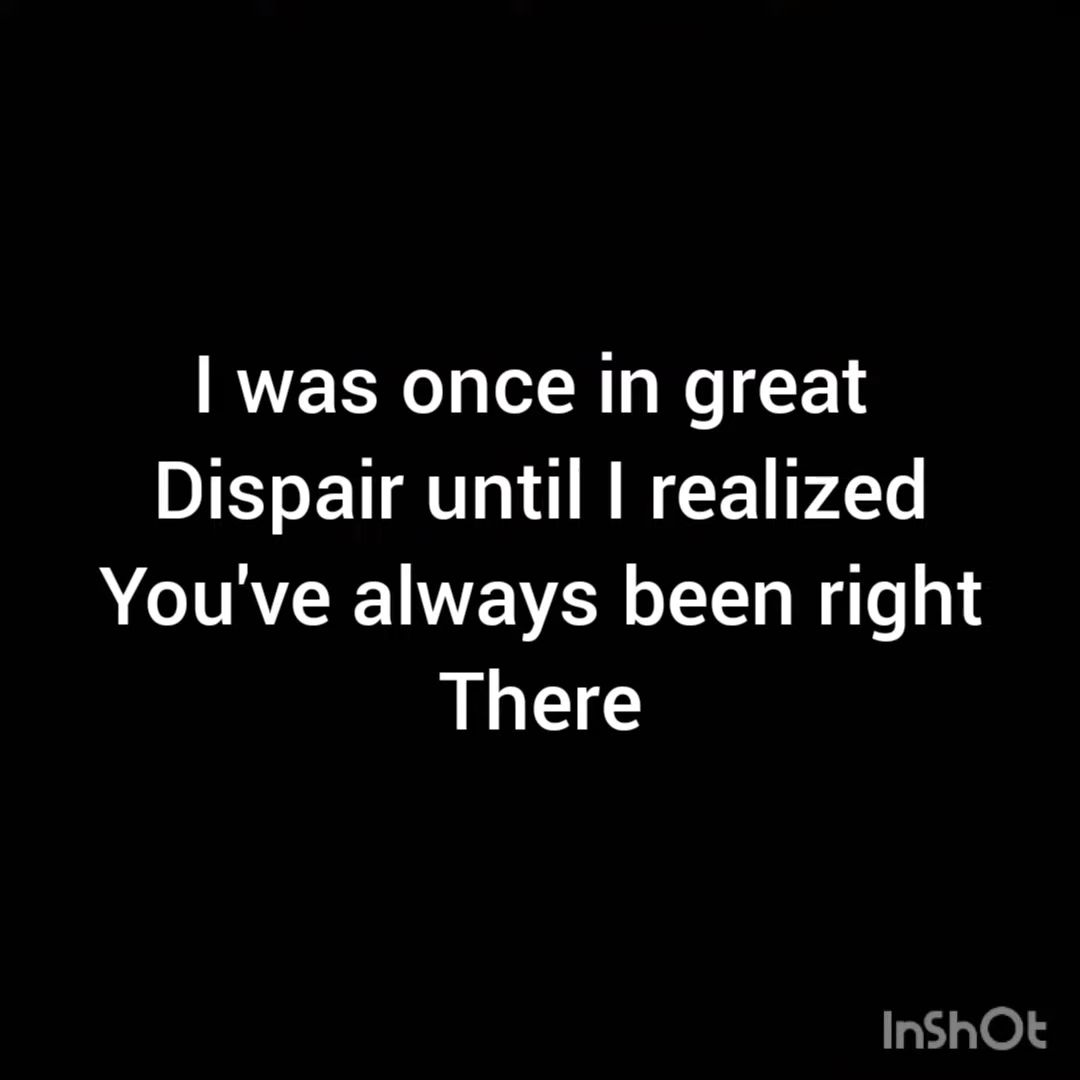 I was once in great
Dispair until I realized
You've always been right
There
InShOt